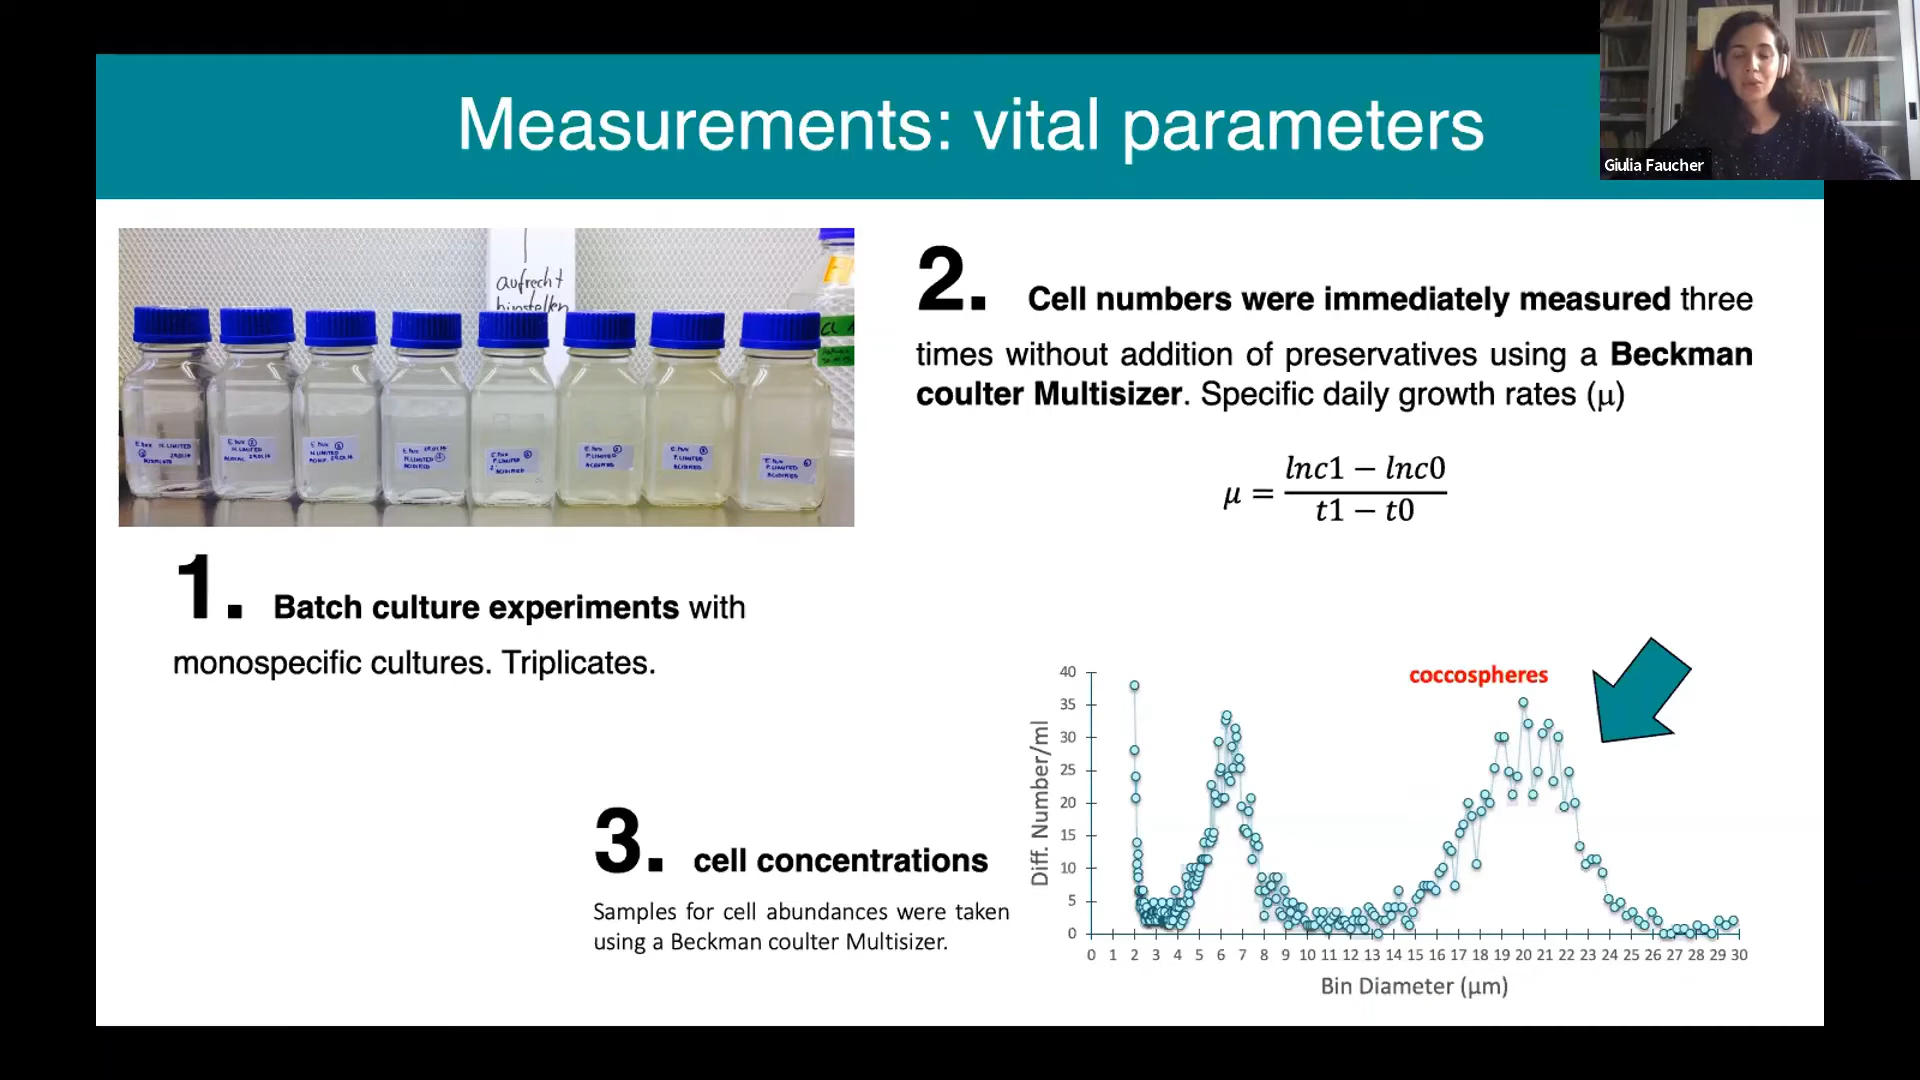 Measurements: vital parameters
Giulia Faucher
aufrecht
hinstellen
2. Cell numbers were immediately measured three
times without addition of preservatives using a Beckman
coulter Multisizer. Specific daily growth rates (μ)
μ = lnc1 − lnc0
t1 − t0
1. Batch culture experiments with
monospecific cultures. Triplicates.
3. cell concentrations
Samples for cell abundances were taken
using a Beckman coulter Multisizer.
coccospheres
Diff. Number/ml
40
35
30
25
20
15
10
5
0
0 1 2 3 4 5 6 7 8 9 10 11 12 13 14 15 16 17 18 19 20 21 22 23 24 25 26 27 28 29 30
Bin Diameter (μm)